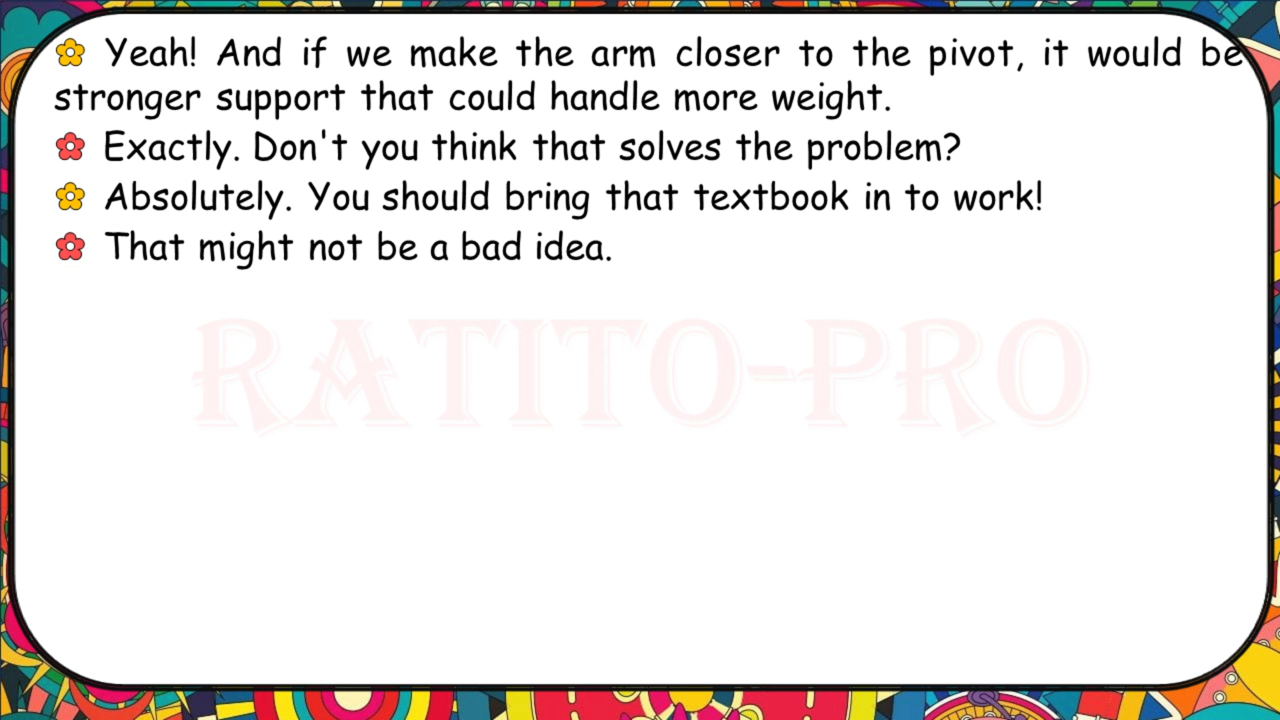 Yeah! And if we make the arm closer to the pivot, it would be
stronger support that could handle more weight.
Exactly. Don't you think that solves the problem?
Absolutely. You should bring that textbook in to work!
That might not be a bad idea.
RATITO-PRO